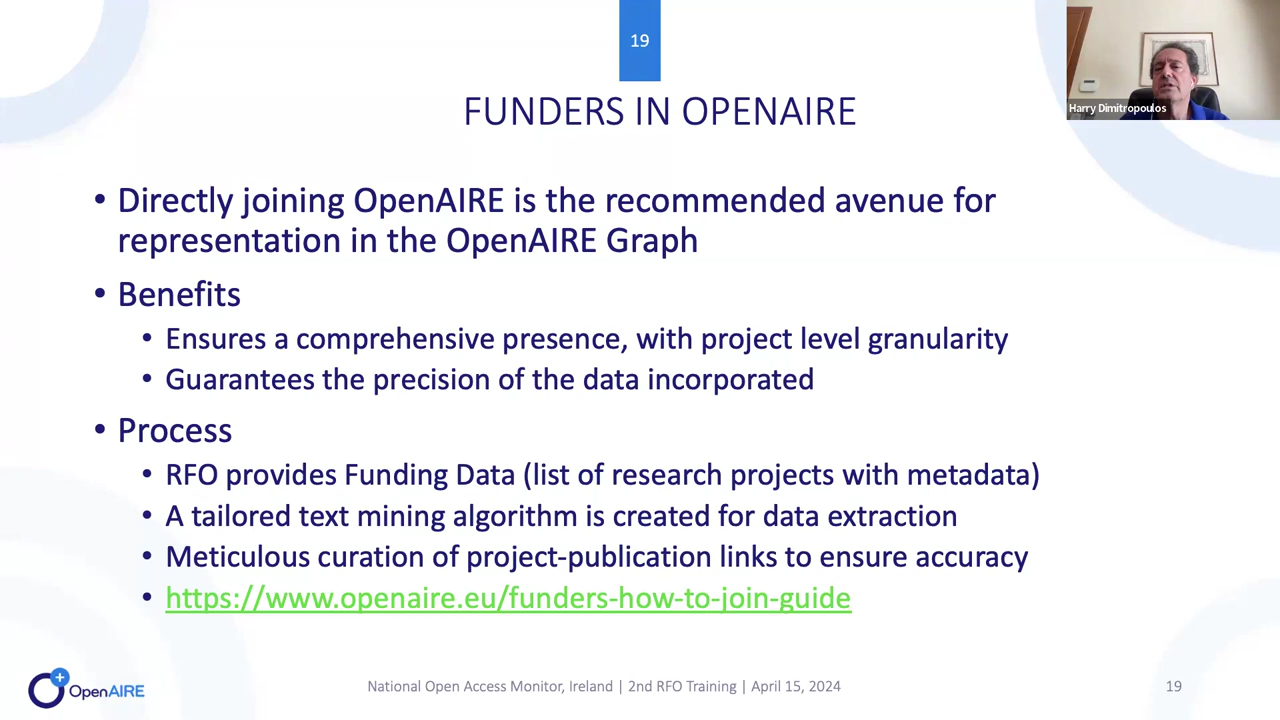 19
Harry Dimitropoulos
FUNDERS IN OPENAIRE
• Directly joining OpenAIRE is the recommended avenue for
representation in the OpenAIRE Graph
• Benefits
• Ensures a comprehensive presence, with project level granularity
• Guarantees the precision of the data incorporated
• Process
• RFO provides Funding Data (list of research projects with metadata)
• A tailored text mining algorithm is created for data extraction
• Meticulous curation of project-publication links to ensure accuracy
• https://www.openaire.eu/funders-how-to-join-guide
OpenAIRE
National Open Access Monitor, Ireland | 2nd RFO Training | April 15, 2024
19